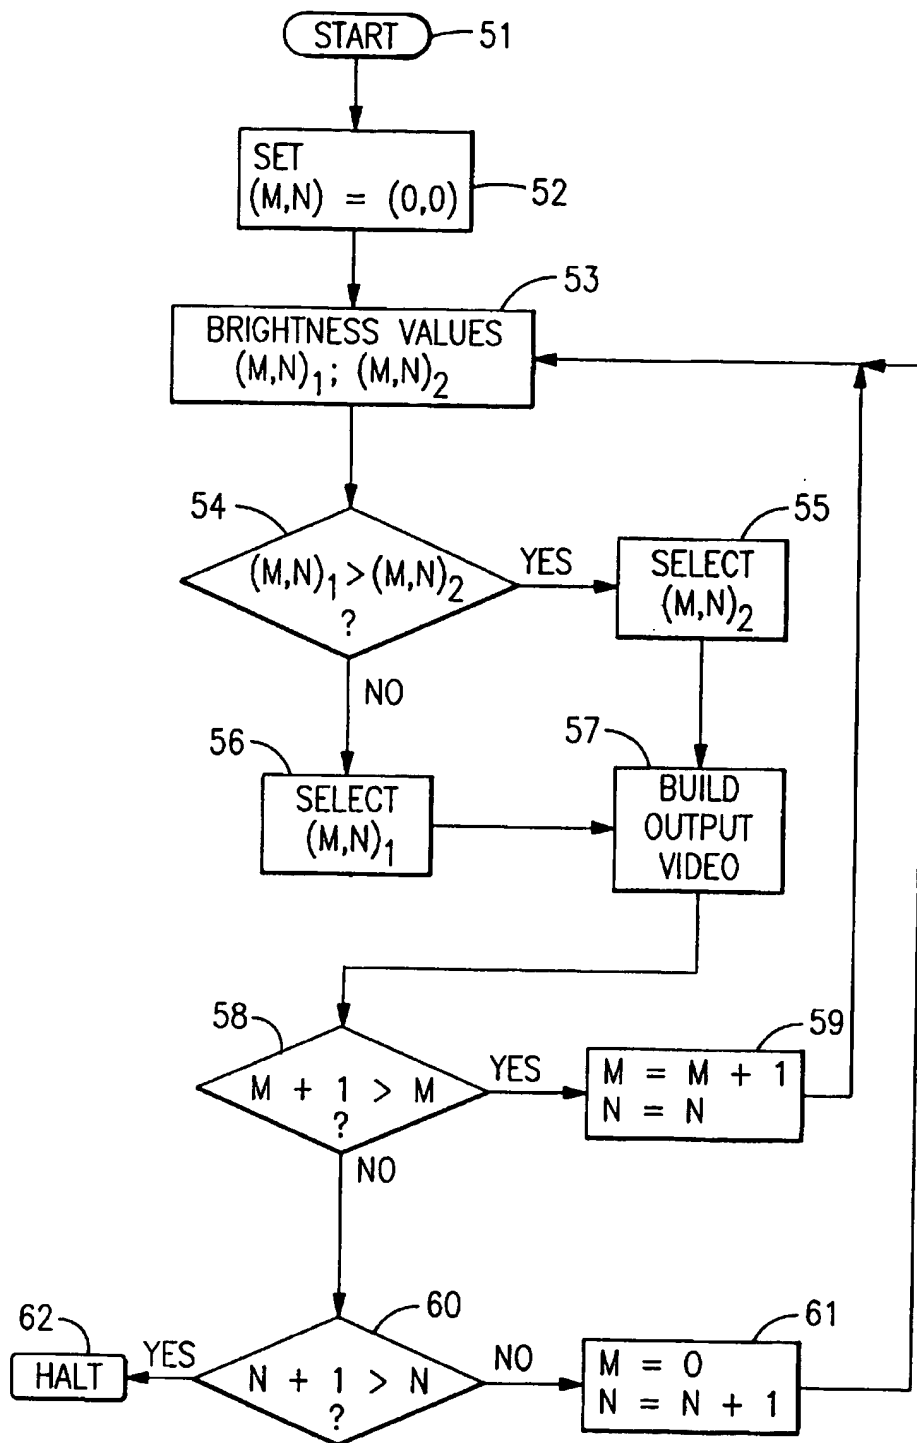 START
51
SET
(M,N) = (0,0)
52
53
BRIGHTNESS VALUES
(M,N)1; (M,N)2
54
(M,N)1 > (M,N)2
?
YES
55
SELECT
(M,N)2
NO
56
SELECT
(M,N)1
57
BUILD
OUTPUT
VIDEO
58
M + 1 > M
?
YES
59
M = M + 1
N = N
NO
60
N + 1 > N
?
YES
62
HALT
NO
61
M = 0
N = N + 1